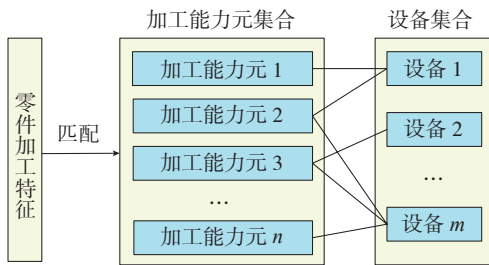 加工能力元集合
设备集合
零件加工特征
匹配
加工能力元 1
加工能力元 2
加工能力元 3
...
加工能力元 n
设备 1
设备 2
...
设备 m